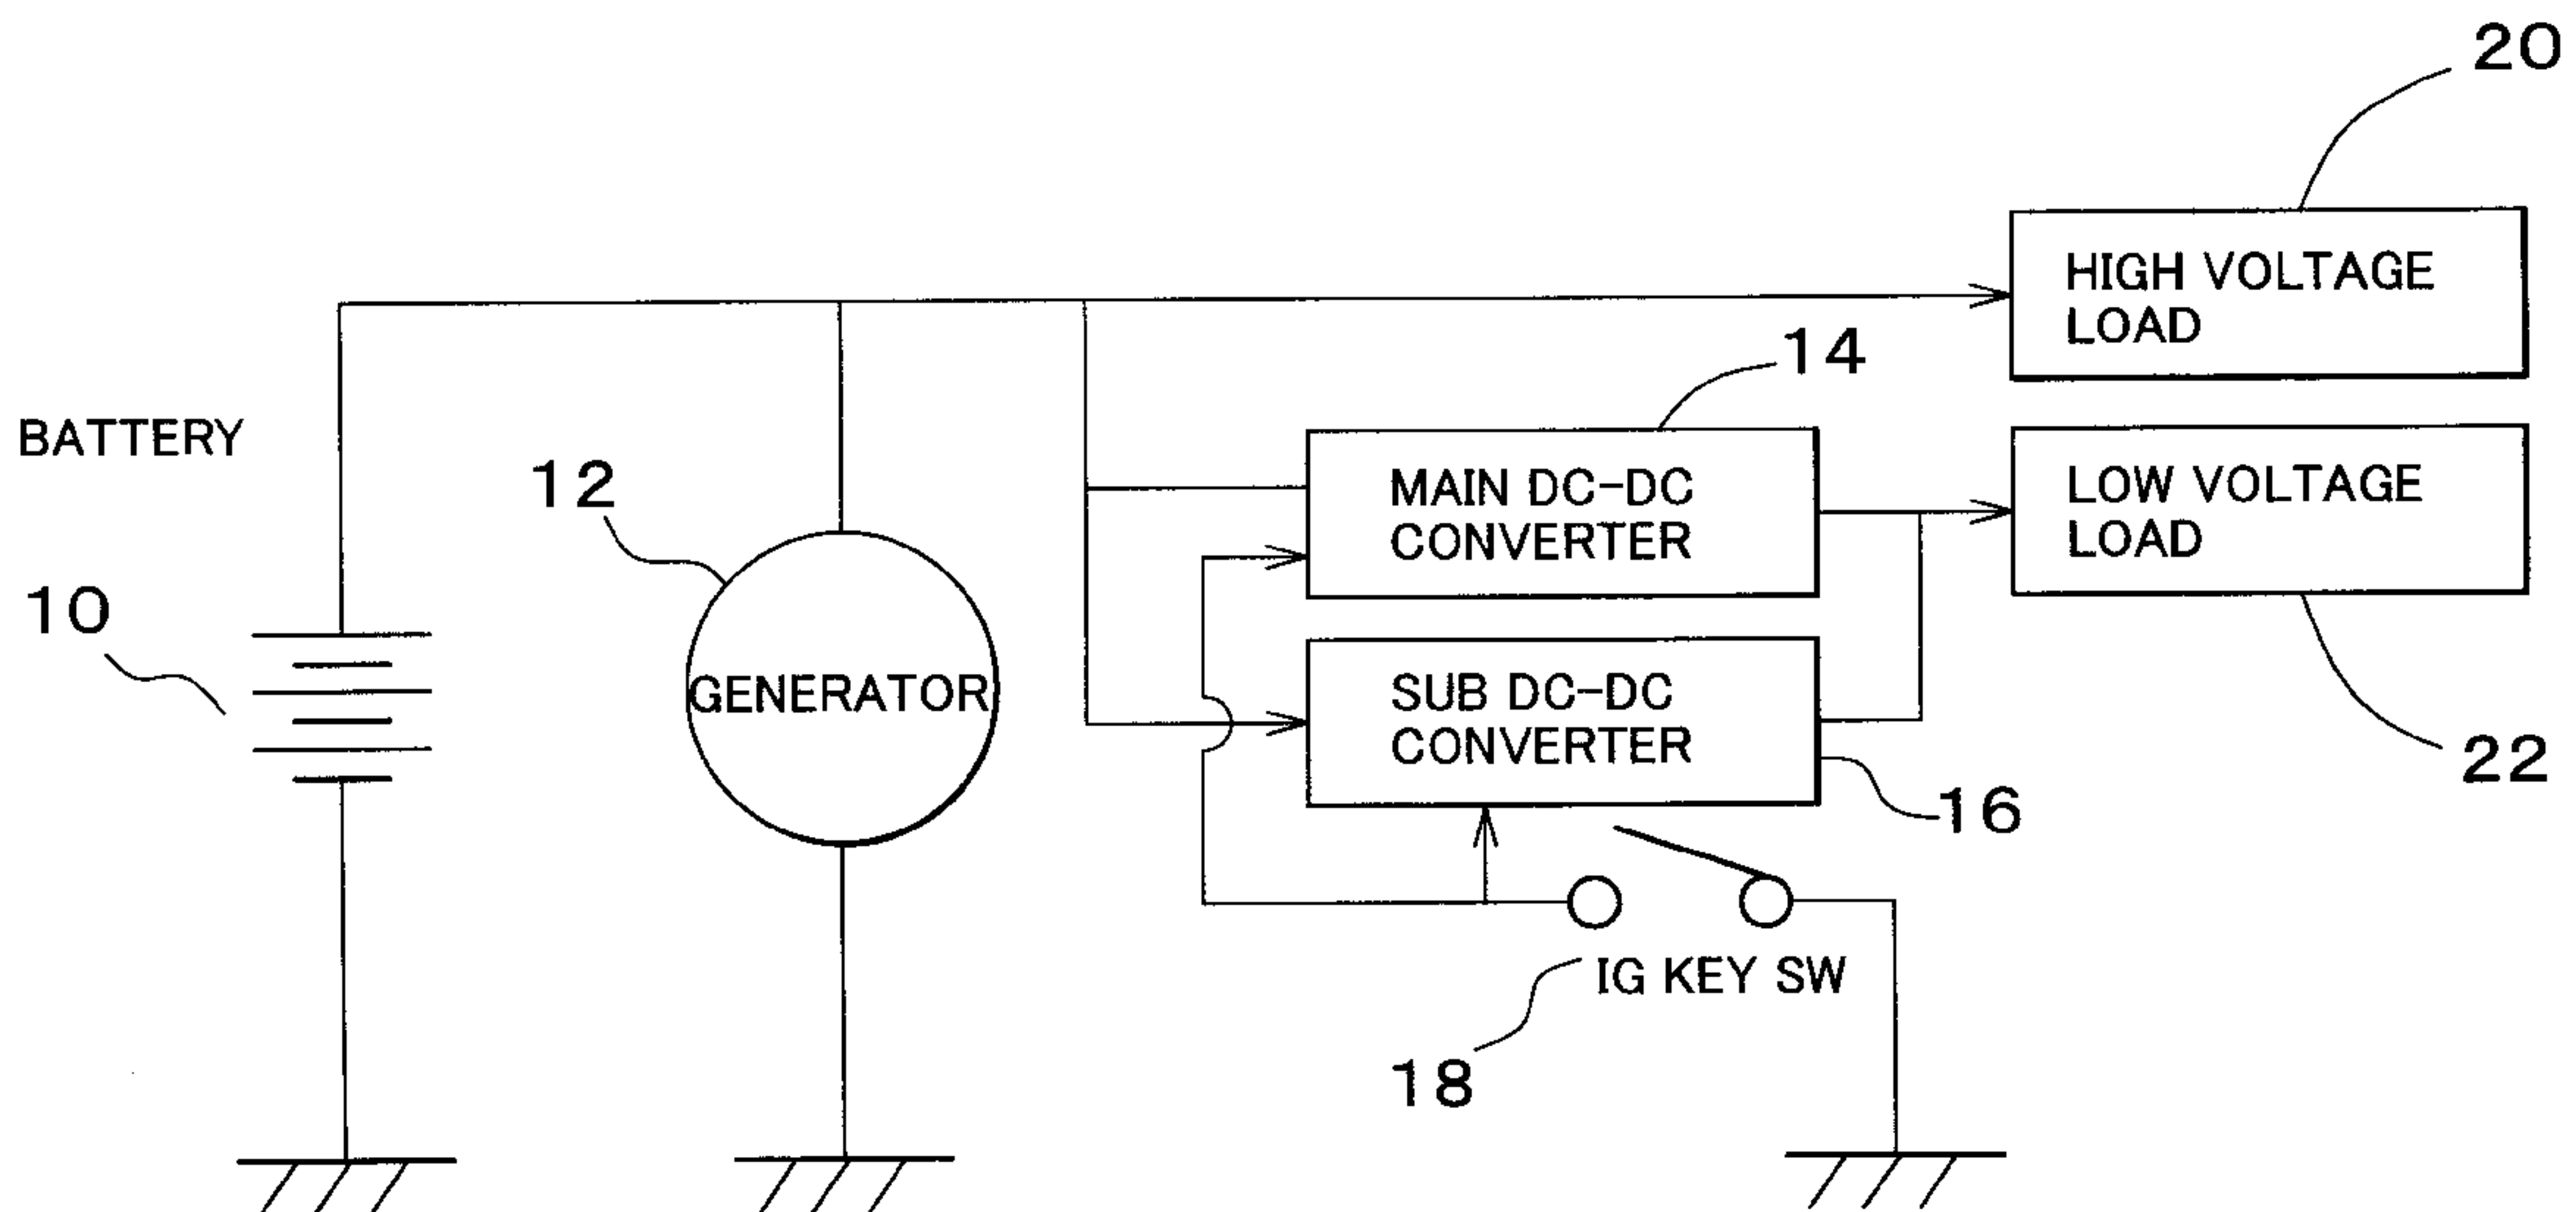 20
HIGH VOLTAGE
LOAD
14
BATTERY
12
MAIN DC-DC
CONVERTER
LOW VOLTAGE
LOAD
10
GENERATOR
SUB DC-DC
CONVERTER
22
16
IG KEY SW
18